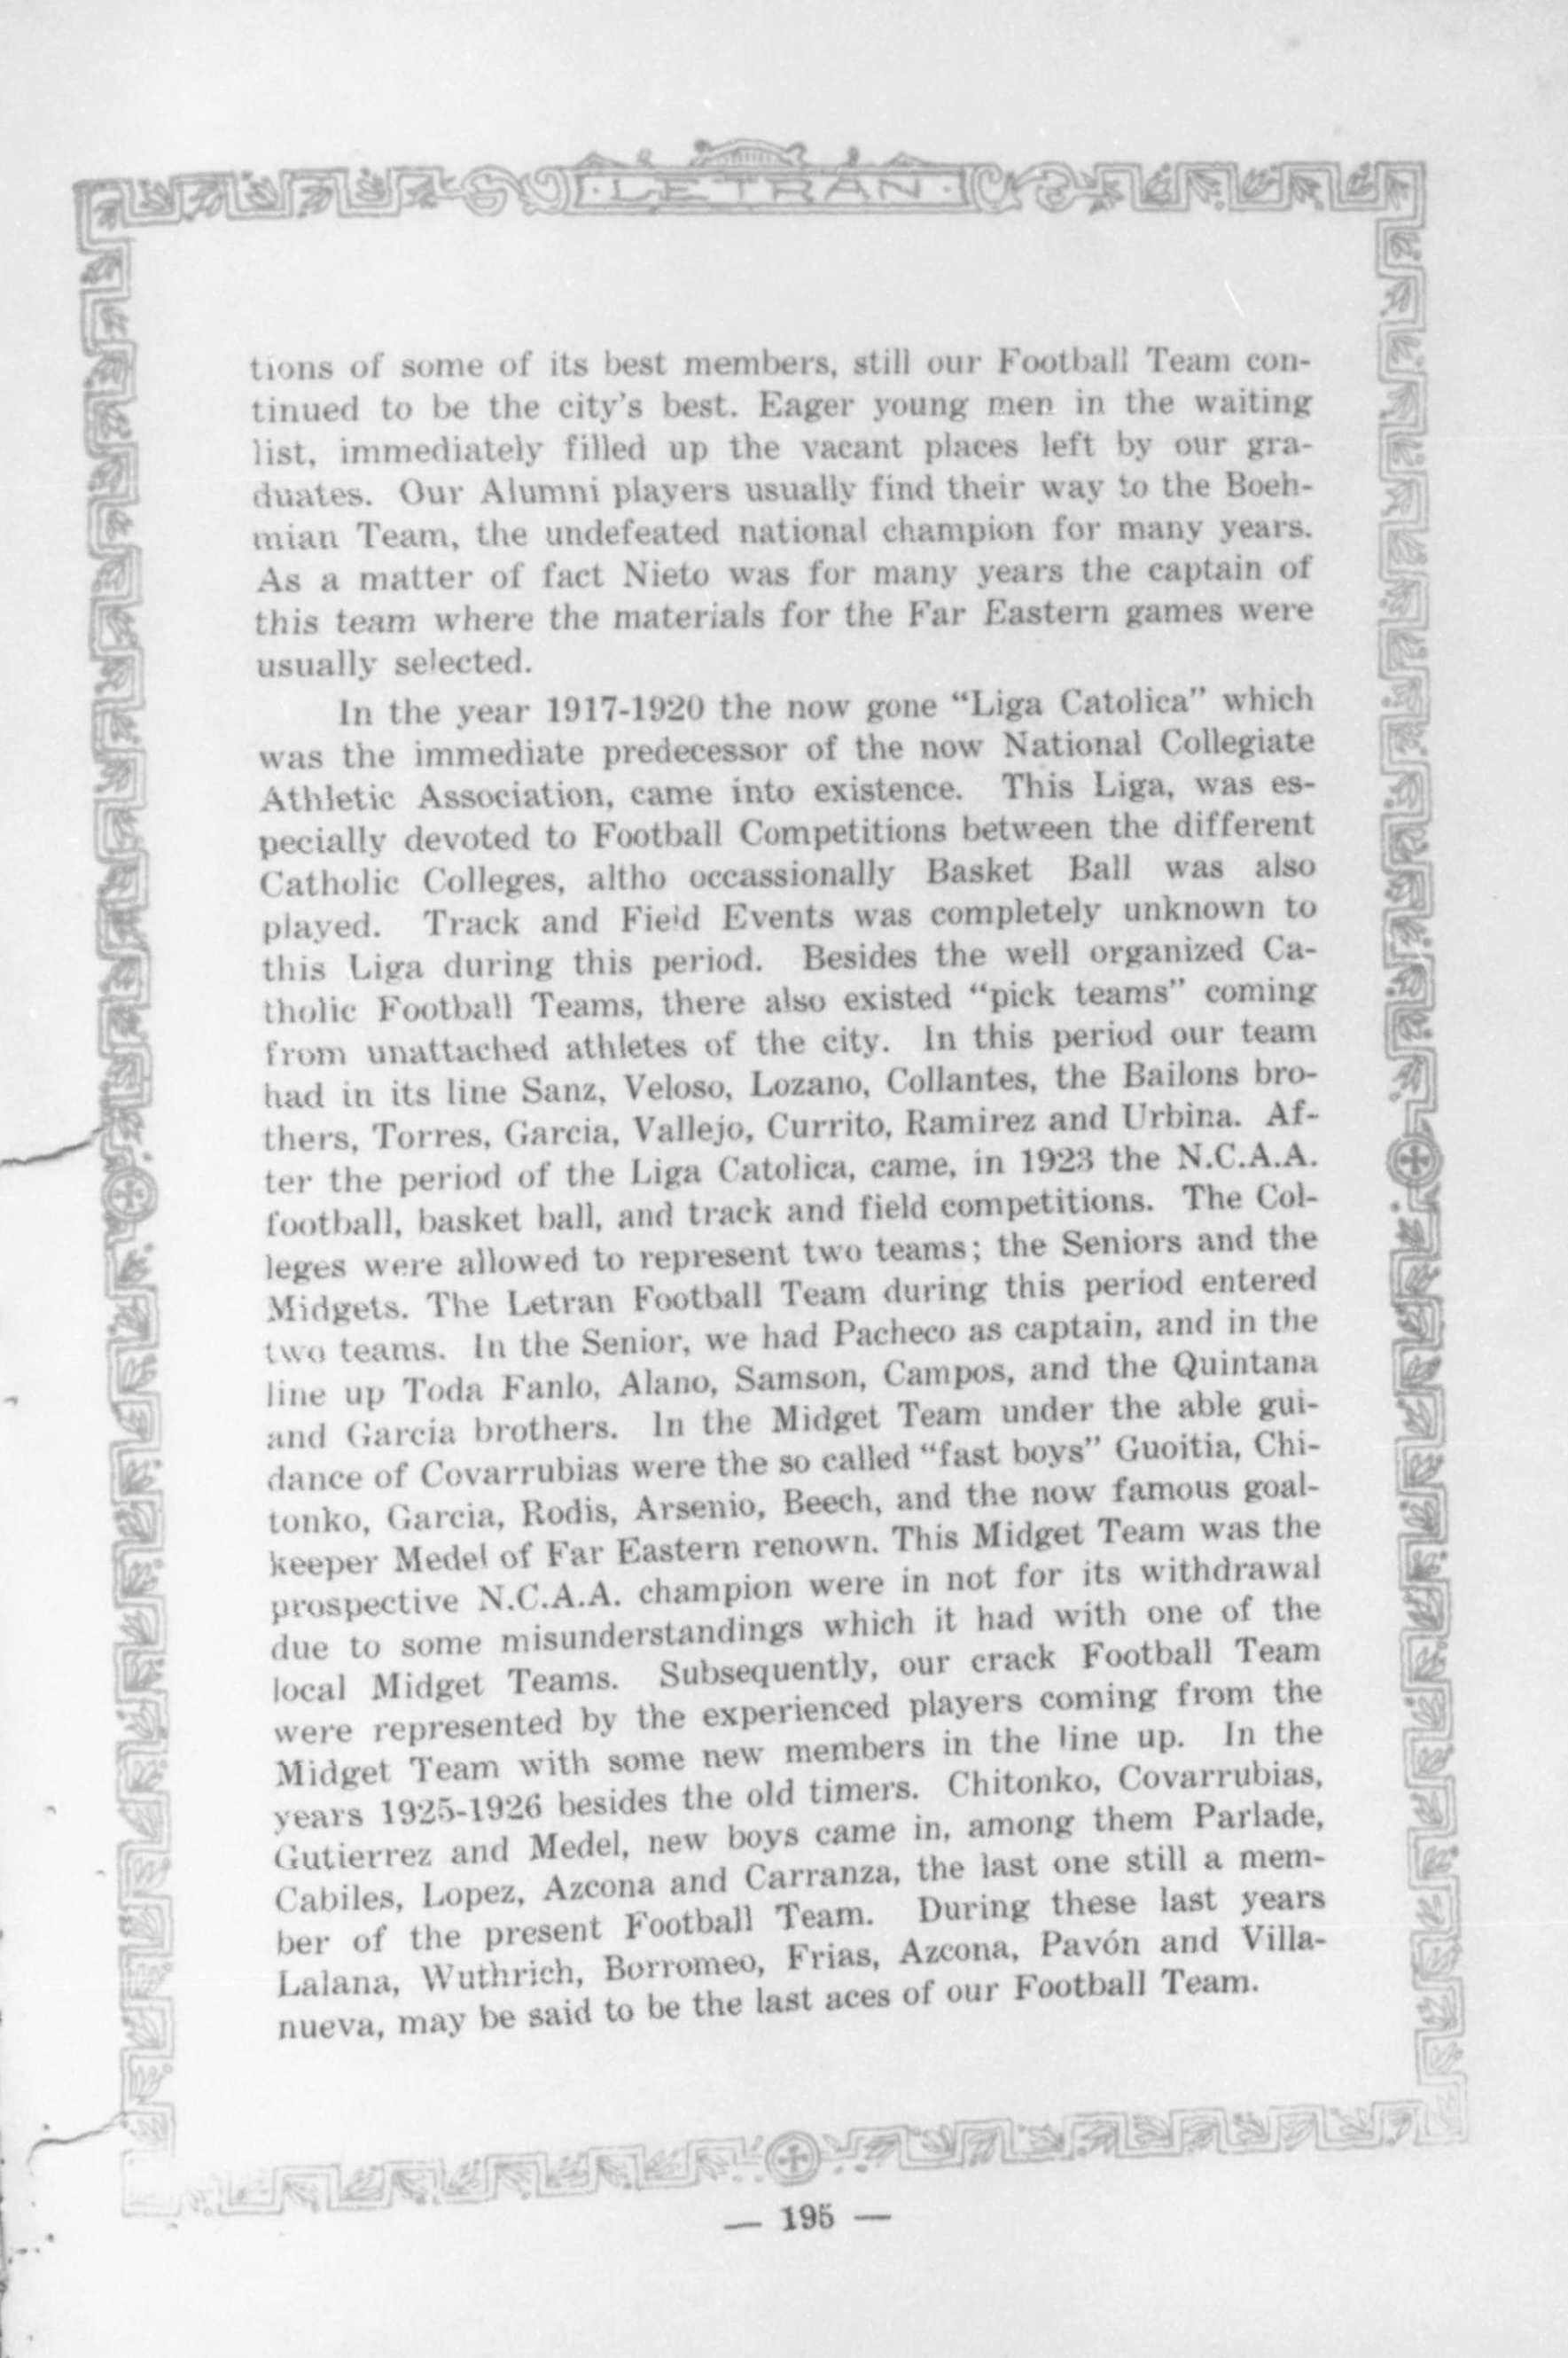 LETRAN
tions of some of its best members, still our Football Team con-
tinued to be the city's best. Eager young men in the waiting
list, immediately filled up the vacant places left by our gra-
duates. Our Alumni players usually find their way to the Boeh-
mian Team, the undefeated national champion for many years.
As a matter of fact Nieto was for many years the captain of
this team where the materials for the Far Eastern games were
usually selected.
In the year 1917-1920 the now gone “Liga Catolica” which
was the immediate predecessor of the now National Collegiate
Athletic Association, came into existence. This Liga, was es-
pecially devoted to Football Competitions between the different
Catholic Colleges, altho occassionally Basket Ball was also
played. Track and Field Events was completely unknown to
this Liga during this period. Besides the well organized Ca-
tholic Football Teams, there also existed “pick teams” coming
from unattached athletes of the city. In this period our team
had in its line Sanz, Veloso, Lozano, Collantes, the Bailons bro-
thers, Torres, Garcia, Vallejo, Currito, Ramirez and Urbina. Af-
ter the period of the Liga Catolica, came, in 1923 the N.C.A.A.
football, basket ball, and track and field competitions. The Col-
leges were allowed to represent two teams; the Seniors and the
Midgets. The Letran Football Team during this period entered
two teams. In the Senior, we had Pacheco as captain, and in the
line up Toda Fanlo, Alano, Samson, Campos, and the Quintana
and Garcia brothers. In the Midget Team under the able gui-
dance of Covarrubias were the so called “fast boys” Guoitia, Chi-
tonko, Garcia, Rodis, Arsenio, Beech, and the now famous goal-
keeper Medel of Far Eastern renown. This Midget Team was the
prospective N.C.A.A. champion were in not for its withdrawal
due to some misunderstandings which it had with one of the
local Midget Teams. Subsequently, our crack Football Team
were represented by the experienced players coming from the
Midget Team with some new members in the line up. In the
years 1925-1926 besides the old timers. Chitonko, Covarrubias,
Gutierrez and Medel, new boys came in, among them Parlade,
Cabiles, Lopez, Azcona and Carranza, the last one still a mem-
ber of the present Football Team. During these last years
Lalana, Wuthrich, Borromeo, Frias, Azcona, Pavón and Villa-
nueva, may be said to be the last aces of our Football Team.
— 195 —